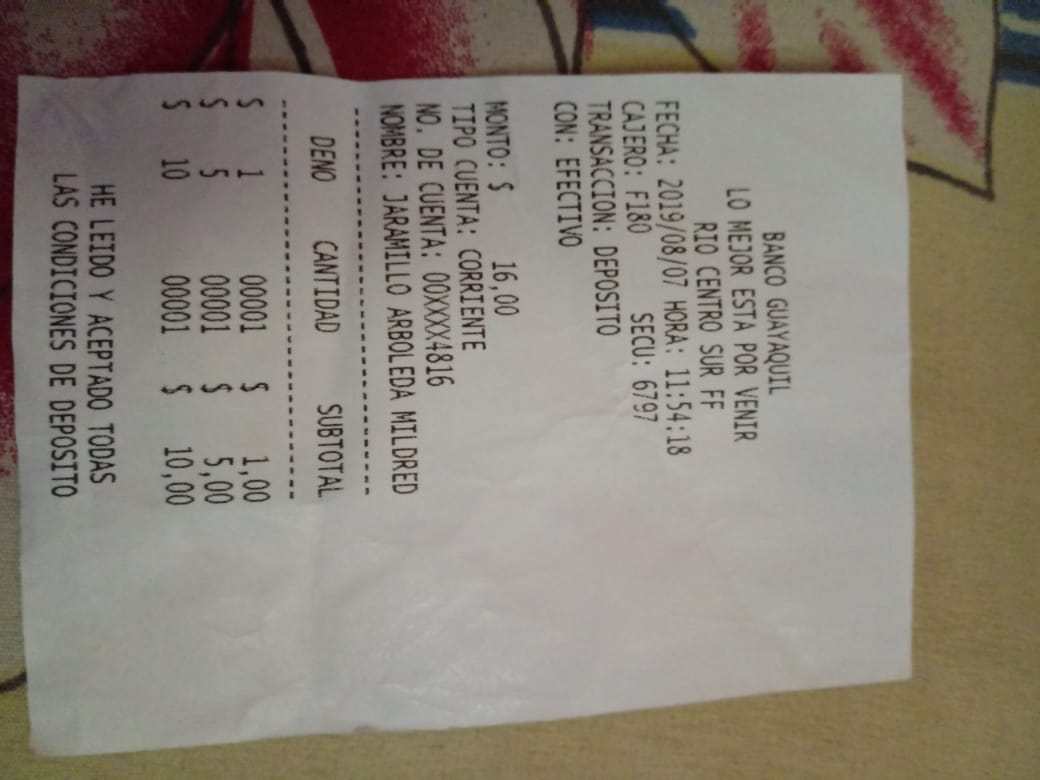 BANCO GUAYAQUIL
LO MEJOR ESTA POR VENIR
RIO CENTRO SUR FF
FECHA: 2019/08/07 HORA: 11:54:18
CAJERO: F180 SECU: 6797
TRANSACCION: DEPOSITO
CON: EFECTIVO
MONTO: $ 16,00
TIPO CUENTA: CORRIENTE
NO. DE CUENTA: 00XXXX4816
NOMBRE: JARAMILLO ARBOLEDA MILDRED
----------------------------------------
DENO CANTIDAD SUBTOTAL
----------------------------------------
$ 1 00001 $ 1,00
$ 5 00001 $ 5,00
$ 10 00001 $ 10,00
HE LEIDO Y ACEPTADO TODAS
LAS CONDICIONES DE DEPOSITO